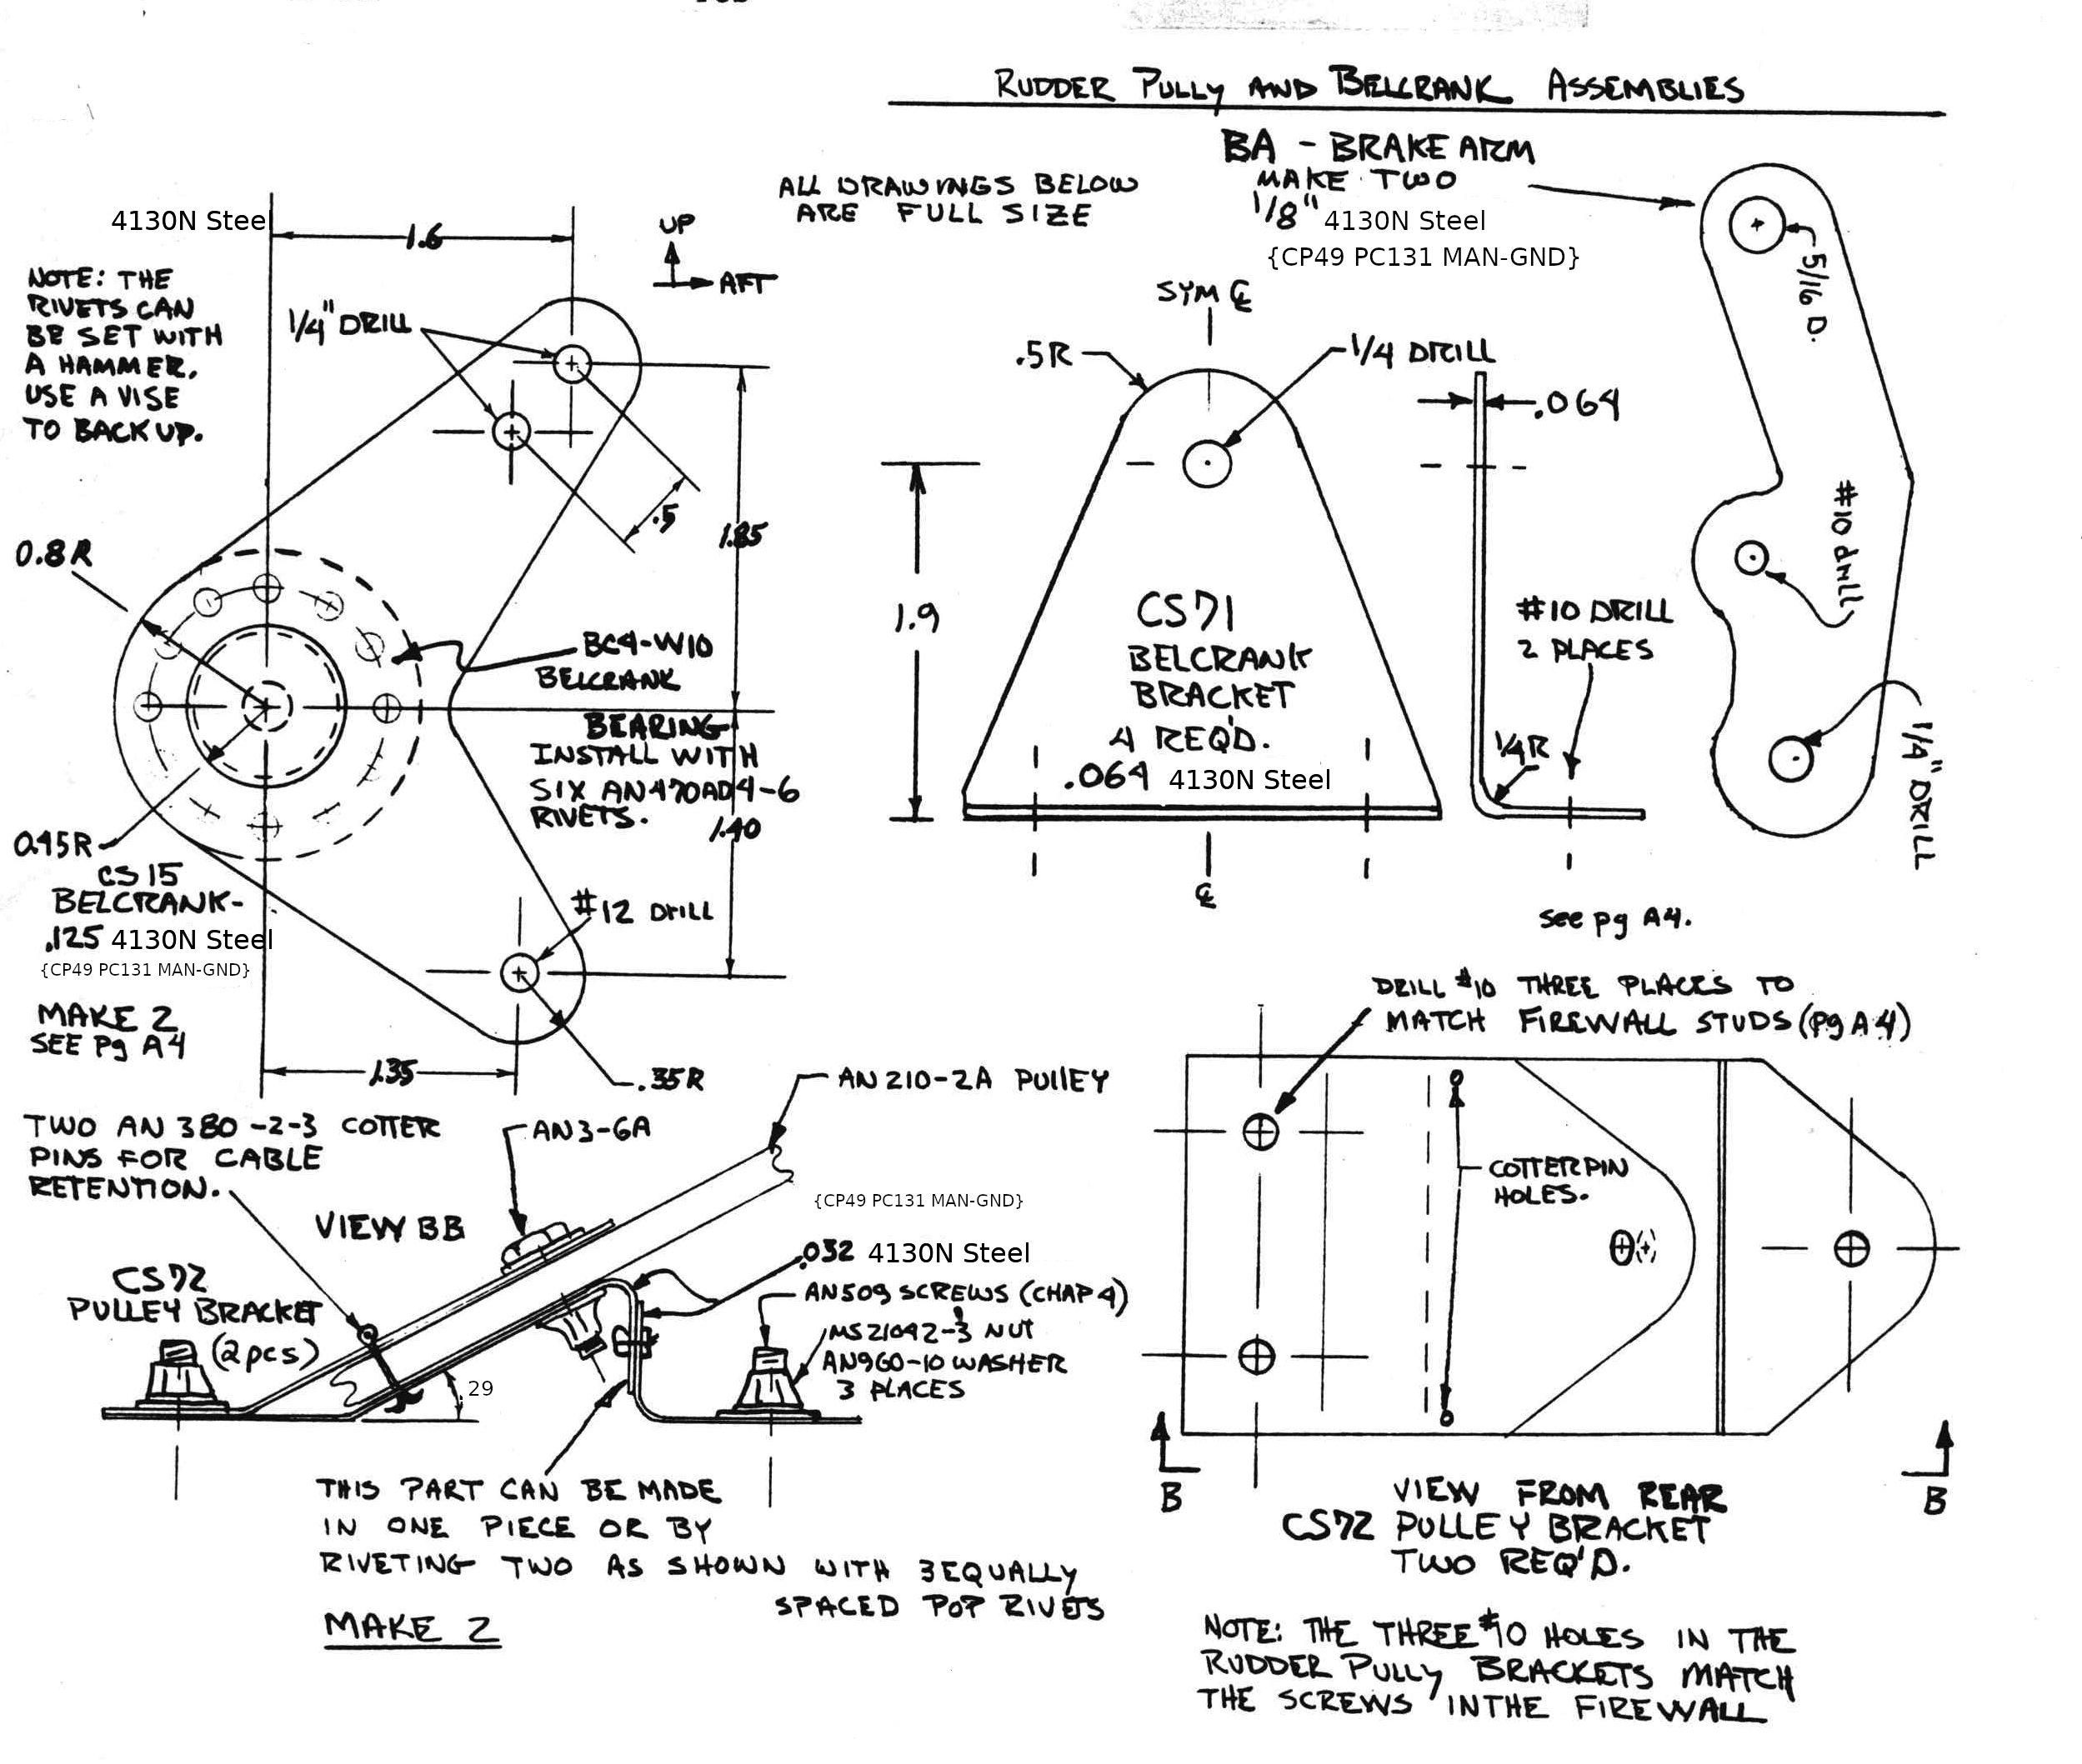 RUDDER PULLY AND BELCRANK ASSEMBLIES
ALL DRAWINGS BELOW
ARE FULL SIZE
BA - BRAKE ARM
MAKE TWO
1/8" 4130N Steel
{CP49 PC131 MAN-GND}
5/16 D.
#10 drill
1/4" DRILL
4130N Steel
1.6
UP
AFT
NOTE: THE
RIVETS CAN
BE SET WITH
A HAMMER.
USE A VISE
TO BACK UP.
1/4" DRILL
.5
1.85
0.8R
BC4-W10
BELCRANK
BEARING
INSTALL WITH
SIX AN470AD4-6
RIVETS.
1.40
0.45R
CS15
BELCRANK-
.125 4130N Steel
{CP49 PC131 MAN-GND}
MAKE 2
SEE Pg A4
#12 DRILL
1.35
.35R
SYM ℄
.5R
1/4 DRILL
.064
1.9
CS71
BELCRANK
BRACKET
4 REQ'D.
.064 4130N Steel
℄
#10 DRILL
2 PLACES
1/4R
See pg A4.
TWO AN 380-2-3 COTTER
PINS FOR CABLE
RETENTION.
AN3-6A
AN210-2A PULLEY
VIEW BB
{CP49 PC131 MAN-GND}
.032 4130N Steel
CS72
PULLEY BRACKET
(2pcs)
AN509 SCREWS (CHAP 4)
MS21042-3 NUT
AN960-10 WASHER
3 PLACES
29
THIS PART CAN BE MADE
IN ONE PIECE OR BY
RIVETING TWO AS SHOWN WITH 3 EQUALLY
SPACED POP RIVETS
MAKE 2
DRILL #10 THREE PLACES TO
MATCH FIREWALL STUDS (Pg A4)
COTTER PIN
HOLES.
B
B
VIEW FROM REAR
CS72 PULLEY BRACKET
TWO REQ'D.
NOTE: THE THREE #10 HOLES IN THE
RUDDER PULLY BRACKETS MATCH
THE SCREWS IN THE FIREWALL